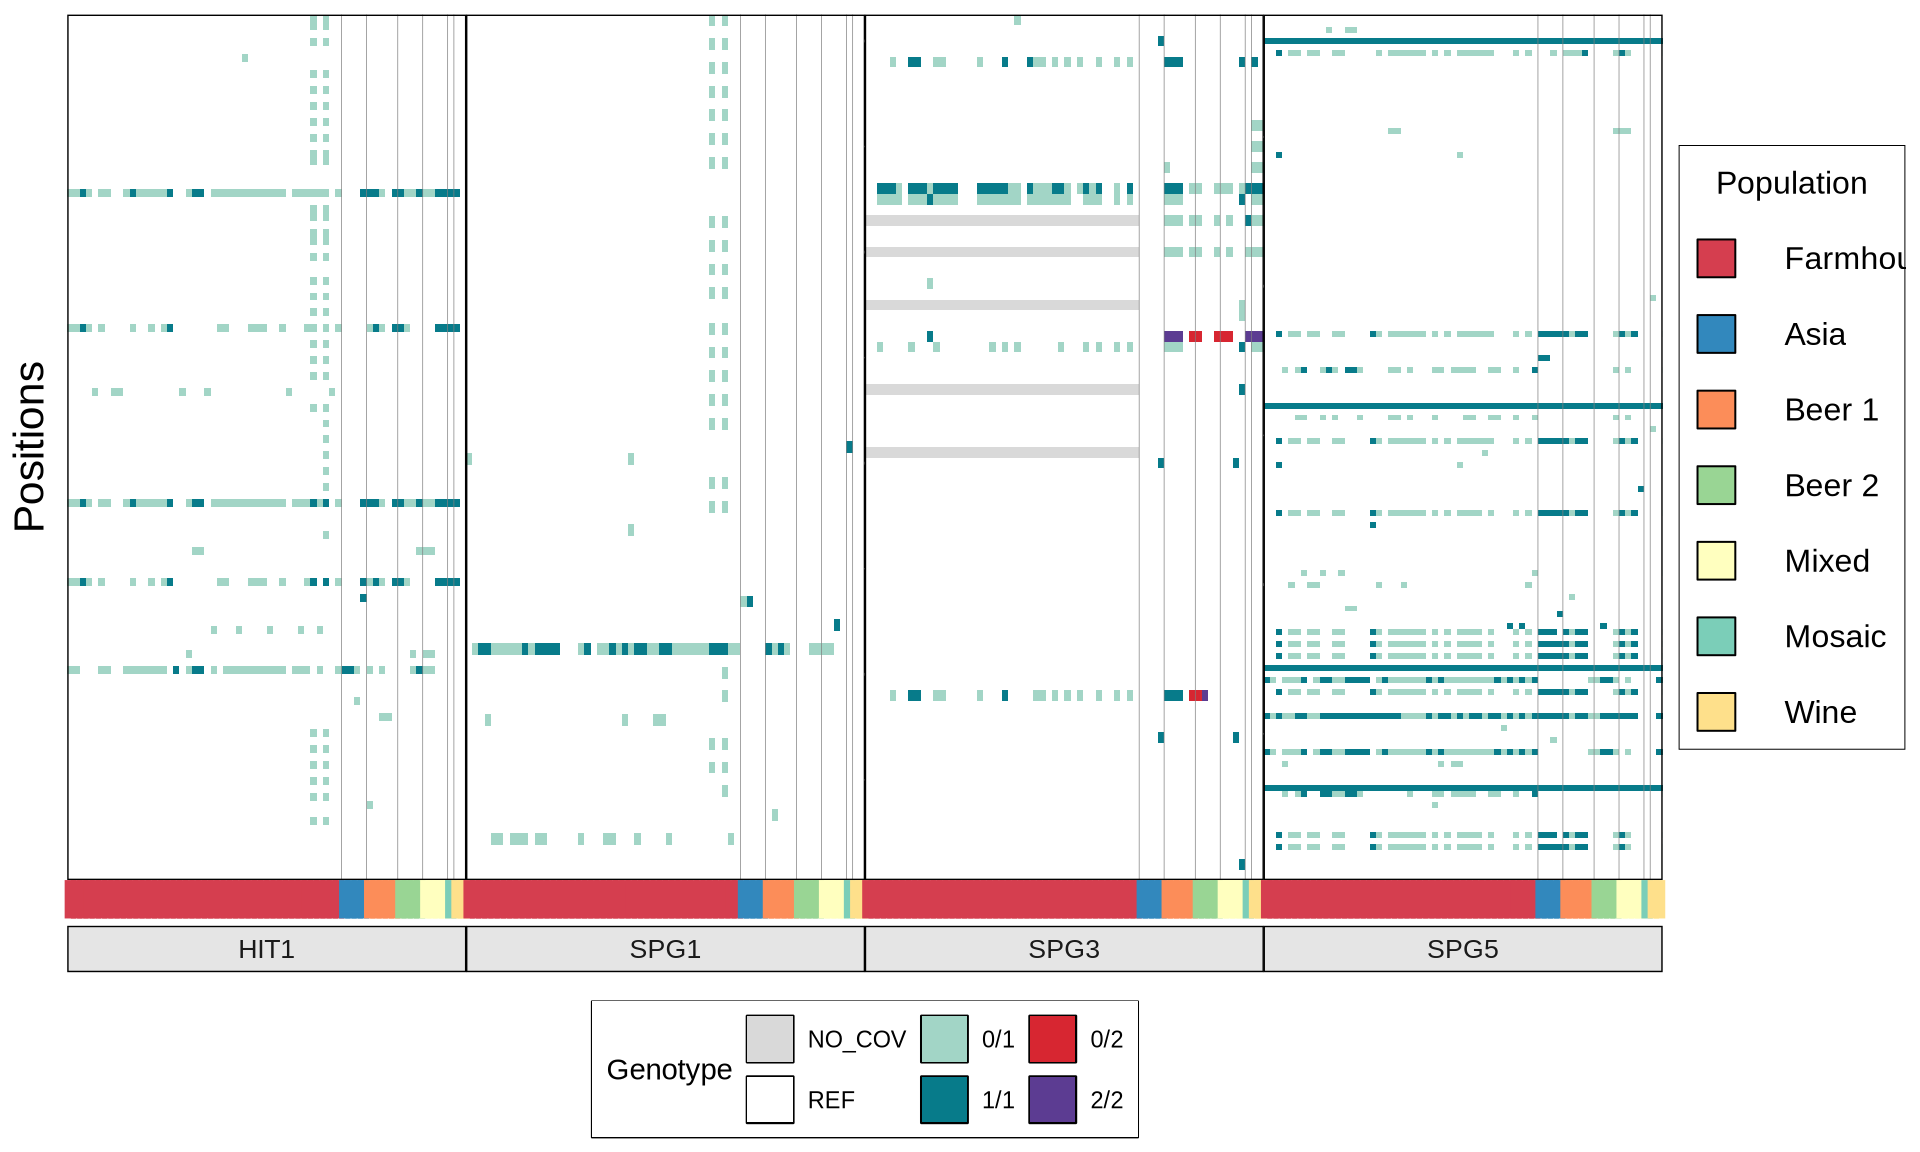 Positions
Population
Farmhou
Asia
Beer 1
Beer 2
Mixed
Mosaic
Wine
HIT1 SPG1 SPG3 SPG5
Genotype
NO_COV 0/1 0/2
REF 1/1 2/2